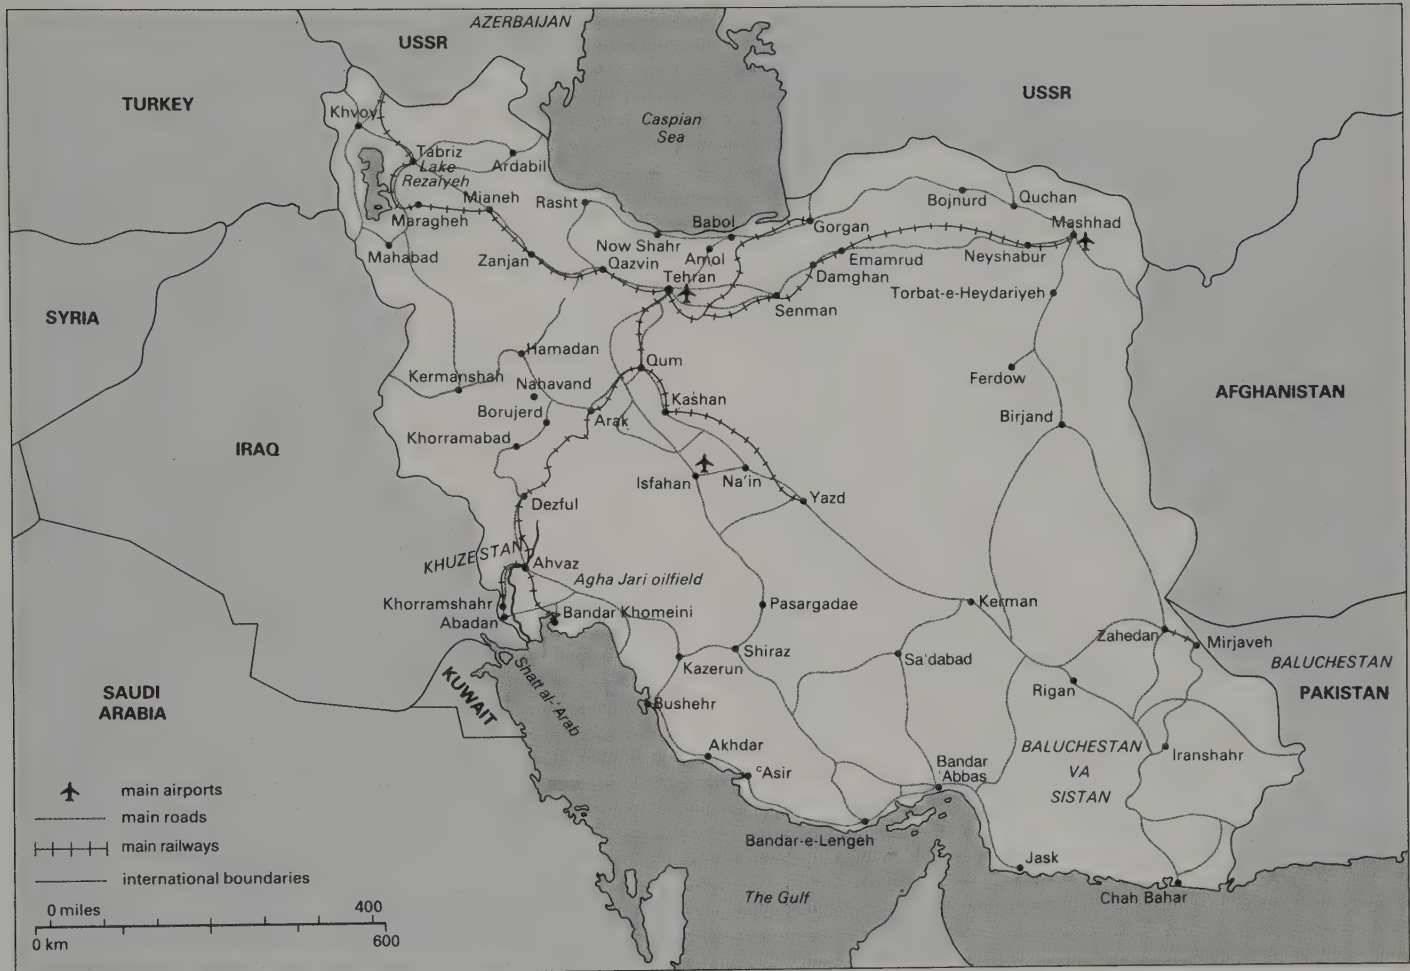 AZERBAIJAN
USSR
TURKEY
USSR
Caspian
Sea
Khvoy
Tabriz
Lake
Rezaiyeh
Ardabil
Mianeh
Rasht
Maragheh
Babol
Bojnurd
Quchan
Gorgan
Mashhad
Mahabad
Zanjan
Now Shahr
Amol
Qazvin
Tehran
Emamrud
Neyshabur
Damghan
Torbat-e-Heydariyeh
Senman
SYRIA
Hamadan
Qum
Kermanshah
Nahavand
Ferdow
AFGHANISTAN
Borujerd
Arak
Kashan
Birjand
Khorramabad
IRAQ
Isfahan
Na'in
Yazd
Dezful
KHUZESTAN
Ahvaz
Agha Jari oilfield
Khorramshahr
Abadan
Bandar Khomeini
Pasargadae
Kerman
Zahedan
Mirjaveh
Shiraz
Kazerun
Sa'dabad
BALUCHESTAN
PAKISTAN
Rigan
SAUDI
ARABIA
KUWAIT
Shatt al-'Arab
Bushehr
Akhdar
ᶜAsir
Bandar
'Abbas
BALUCHESTAN
VA
SISTAN
Iranshahr
Bandar-e-Lengeh
Jask
Chah Bahar
The Gulf
main airports
main roads
main railways
international boundaries
0 miles 400
0 km 600